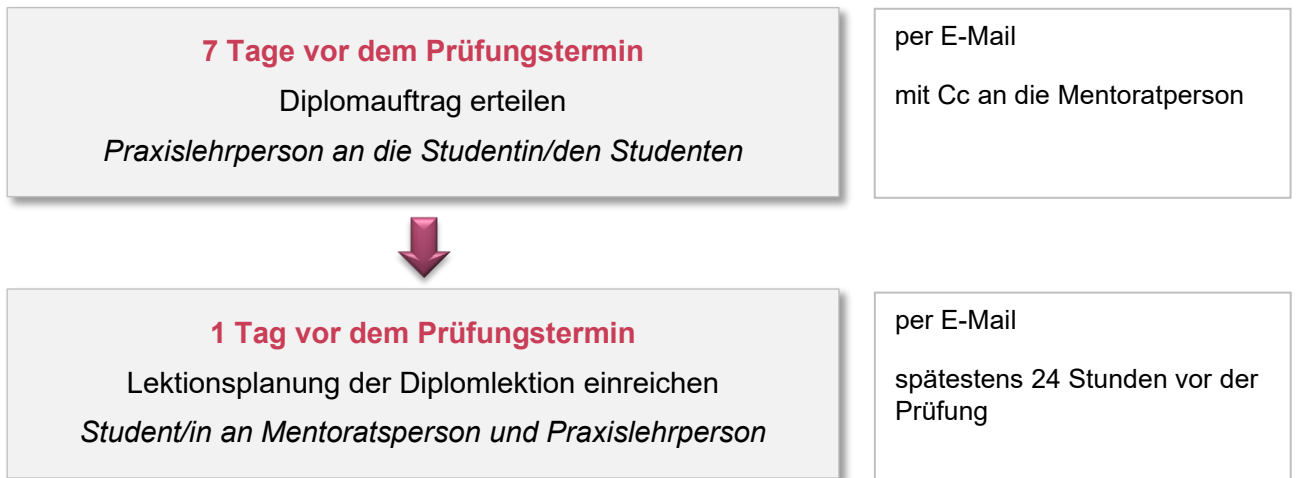 7 Tage vor dem Prüfungstermin
Diplomauftrag erteilen
Praxislehrperson an die Studentin/den Studenten
per E-Mail
mit Cc an die Mentoratperson
1 Tag vor dem Prüfungstermin
Lektionsplanung der Diplomlektion einreichen
Student/in an Mentoratsperson und Praxislehrperson
per E-Mail
spätestens 24 Stunden vor der
Prüfung